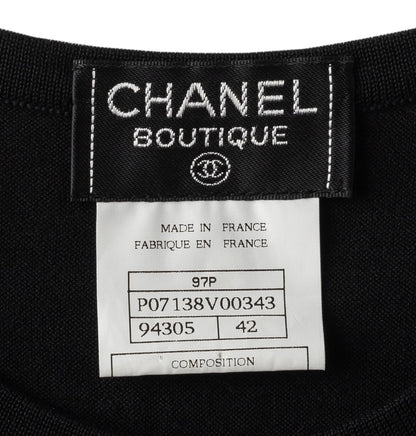 CHANEL
BOUTIQUE
MADE IN FRANCE
FABRIQUE EN FRANCE
97P
P07138V00343
94305 42
COMPOSITION